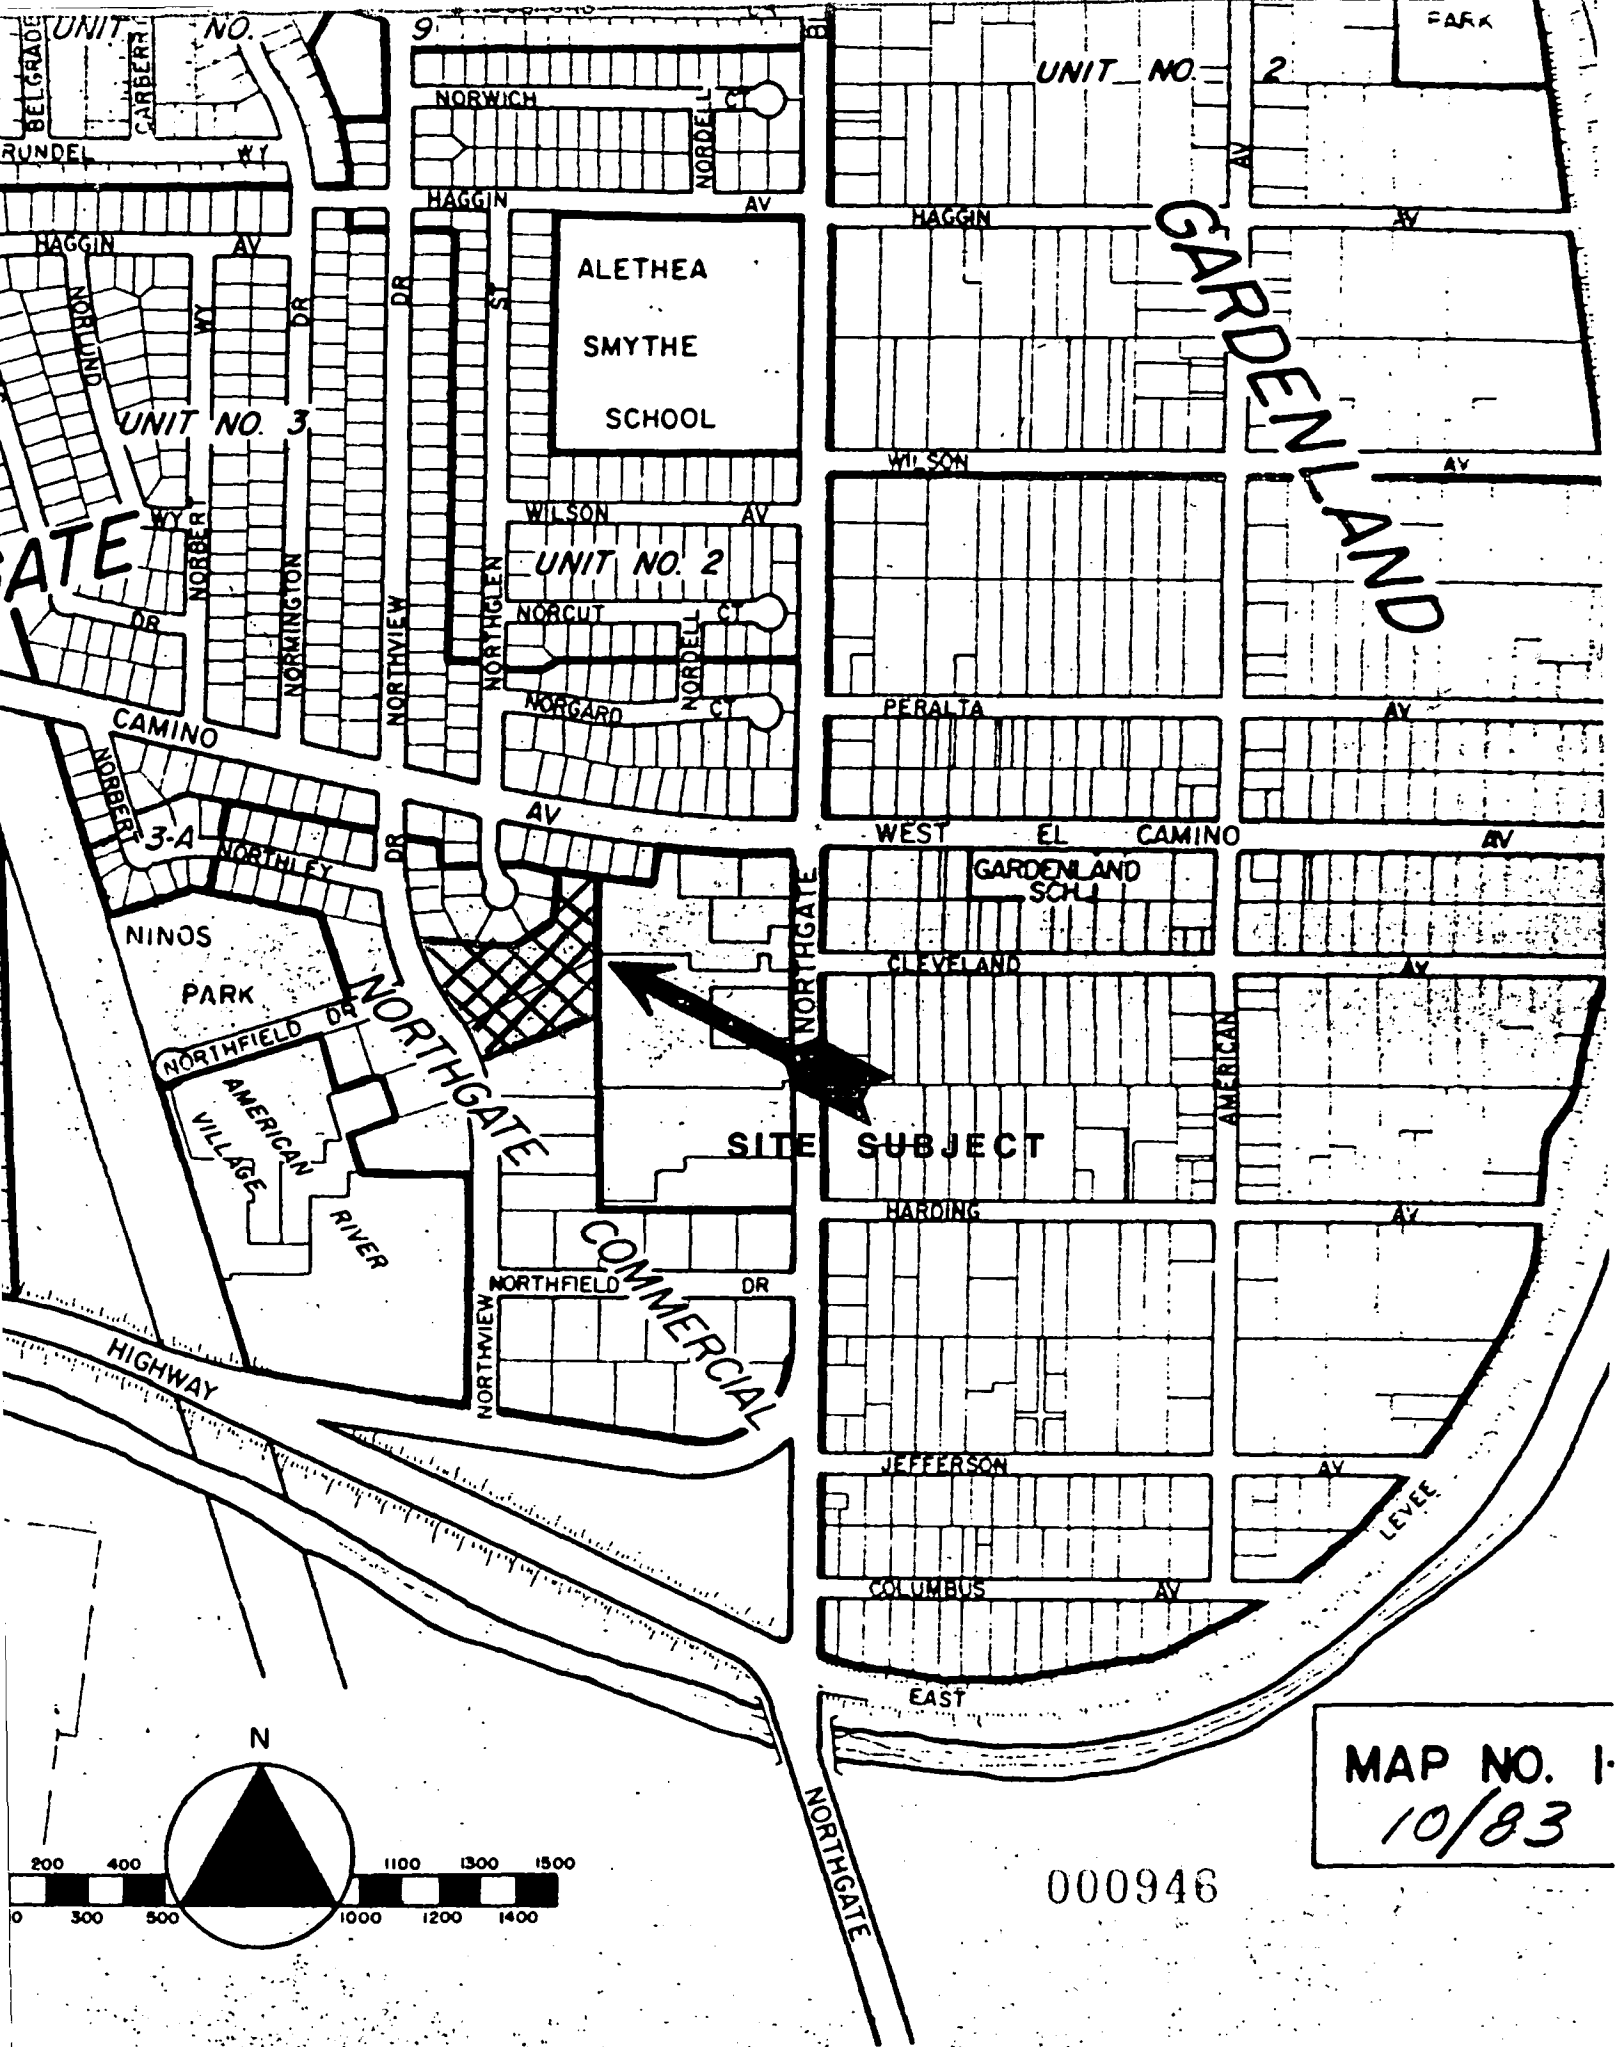 UNIT NO. 9
BELGRADE
CARBERRY
NORWICH
CT
NORDELL
UNIT NO. 2
PARK
AV
RUNDEL WY
HAGGIN AV
HAGGIN AV
HAGGIN AV
NORLUND
WY
DR
DR
ST
ALETHEA
SMYTHE
SCHOOL
GARDENLAND
UNIT NO. 3
WILSON AV
WILSON AV
UNIT NO. 2
GATE
WY
NORBERT
NORMINGTON
NORTHVIEW
NORTHGLEN
NORCUT CT
NORDELL
DR
NORGARD CT
PERALTA AV
CAMINO AV
NORBERT
3-A
NORTHLEY
DR
WEST EL CAMINO AV
GARDENLAND
SCH.
NORTHGATE
CLEVELAND AV
NINOS
PARK
NORTHFIELD DR
NORTHGATE
AMERICAN
AMERICAN
VILLAGE
RIVER
SITE SUBJECT
HARDING AV
COMMERCIAL
NORTHFIELD DR
NORTHVIEW
HIGHWAY
JEFFERSON AV
LEVEE
COLUMBUS AV
EAST
NORTHGATE
N
200 400 1100 1300 1500
0 300 500 1000 1200 1400
MAP NO. 1-
10/83
000946